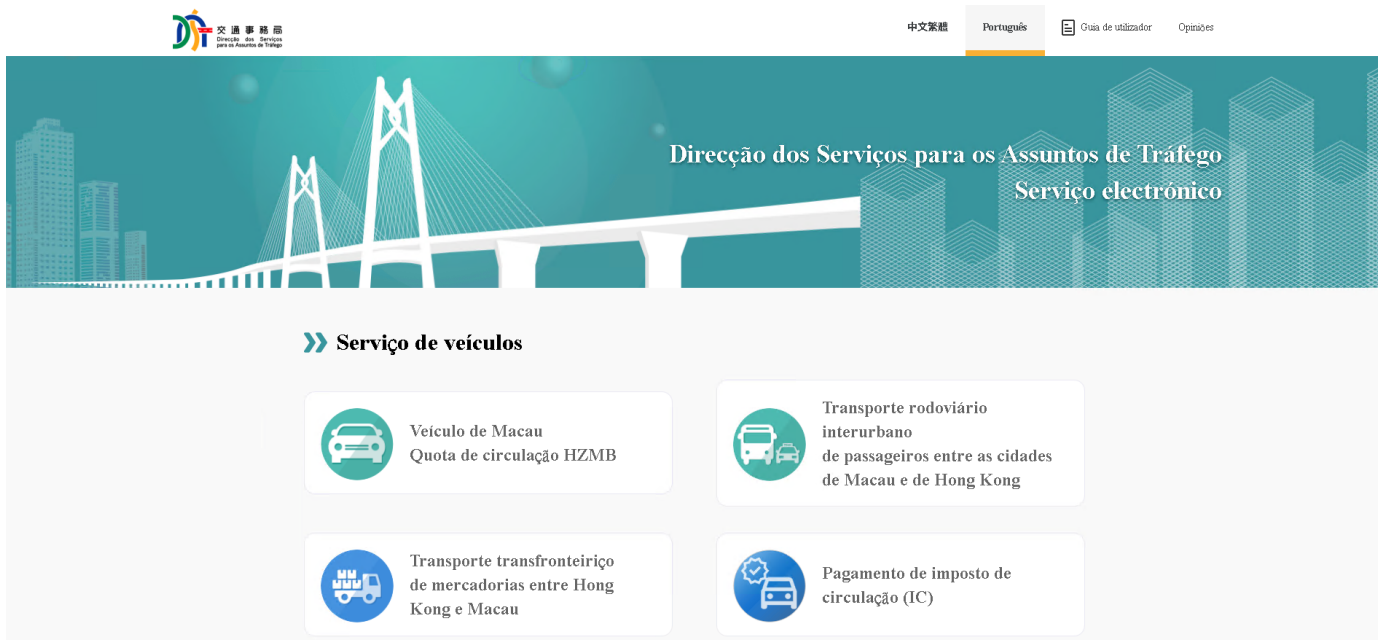 交通事務局
Direcção dos Serviços
para os Assuntos de Tráfego
中文繁體
Português
Guia de utilizador
Opiniões
Direcção dos Serviços para os Assuntos de Tráfego
Serviço electrónico
Serviço de veículos
Veículo de Macau
Quota de circulação HZMB
Transporte rodoviário
interurbano
de passageiros entre as cidades
de Macau e de Hong Kong
Transporte transfronteiriço
de mercadorias entre Hong
Kong e Macau
Pagamento de imposto de
circulação (IC)